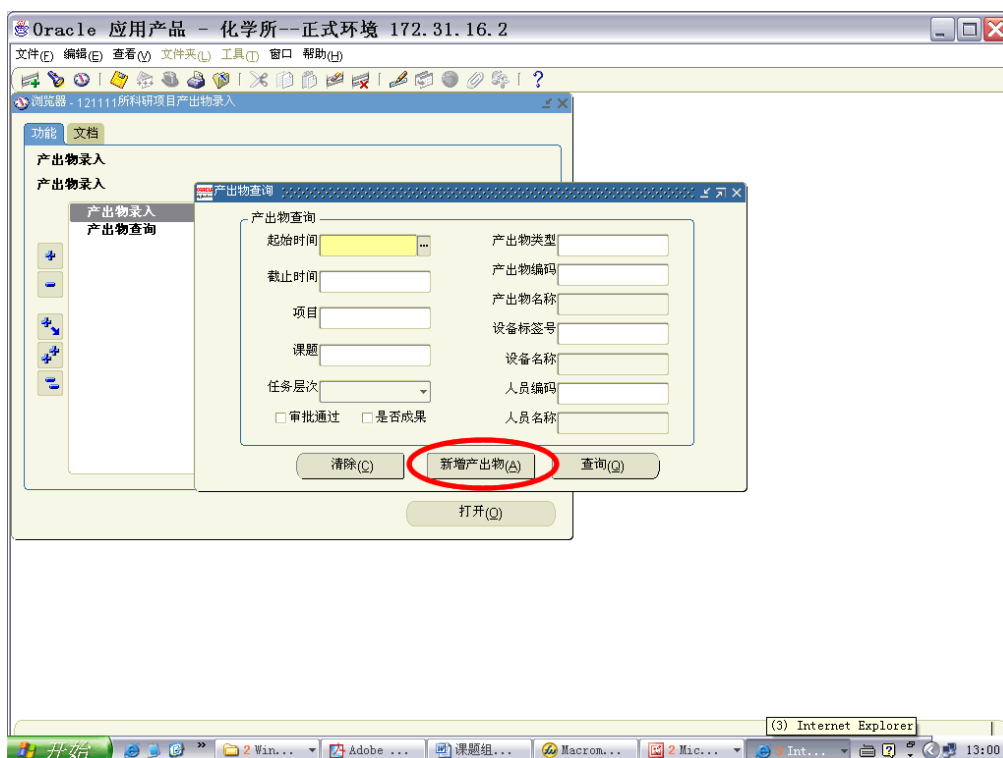 Oracle 应用产品 - 化学所--正式环境 172.31.16.2
文件(F) 编辑(E) 查看(V) 文件夹(L) 工具(T) 窗口 帮助(H)
浏览器 - 121111所科研项目产出物录入
功能 文档
产出物录入
产出物录入
产出物录入
产出物查询
产出物查询
产出物查询
起始时间
截止时间
项目
课题
任务层次
审批通过 是否成果
产出物类型
产出物编码
产出物名称
设备标签号
设备名称
人员编码
人员名称
清除(C) 新增产出物(A) 查询(Q)
打开(O)
(3) Internet Explorer
开始 2 Win... Adobe ... 课题组... Macrom... 2 Mic... Int... 13:00